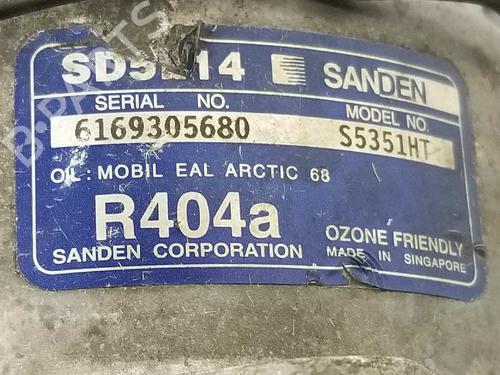 SANDEN
SERIAL NO. MODEL NO.
6169305680 S5351HT
OIL: MOBIL EAL ARCTIC 68
R404a
SANDEN CORPORATION
OZONE FRIENDLY
MADE IN SINGAPORE
B-PARTS